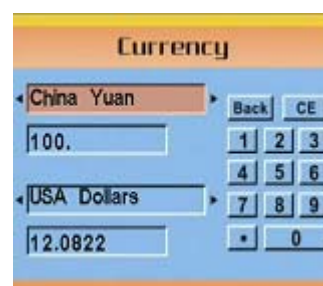 Currency
China Yuan
100.
USA Dollars
12.0822
Back CE
1 2 3
4 5 6
7 8 9
. 0